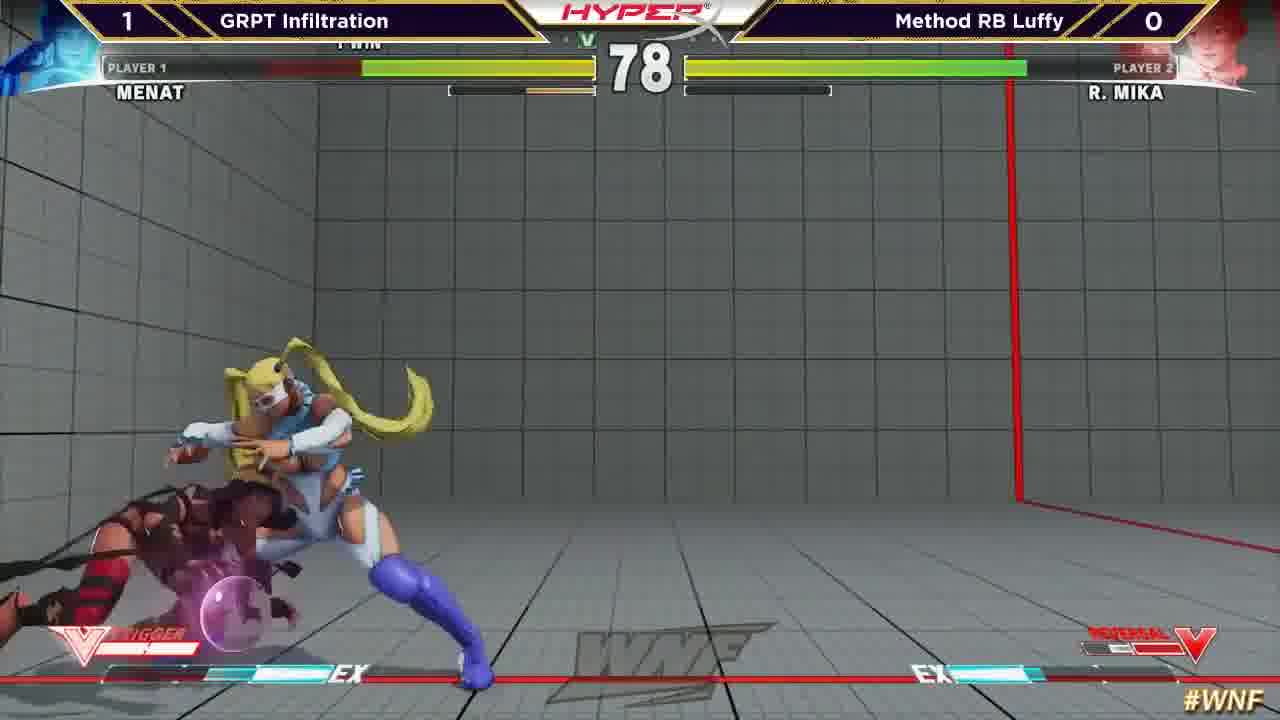 1 GRPT Infiltration
HYPERX
Method RB Luffy 0
V
1 WIN
78
PLAYER 1
PLAYER 2
MENAT
R. MIKA
WNF
V TRIGGER
REVERSAL V
EX
EX
#WNF